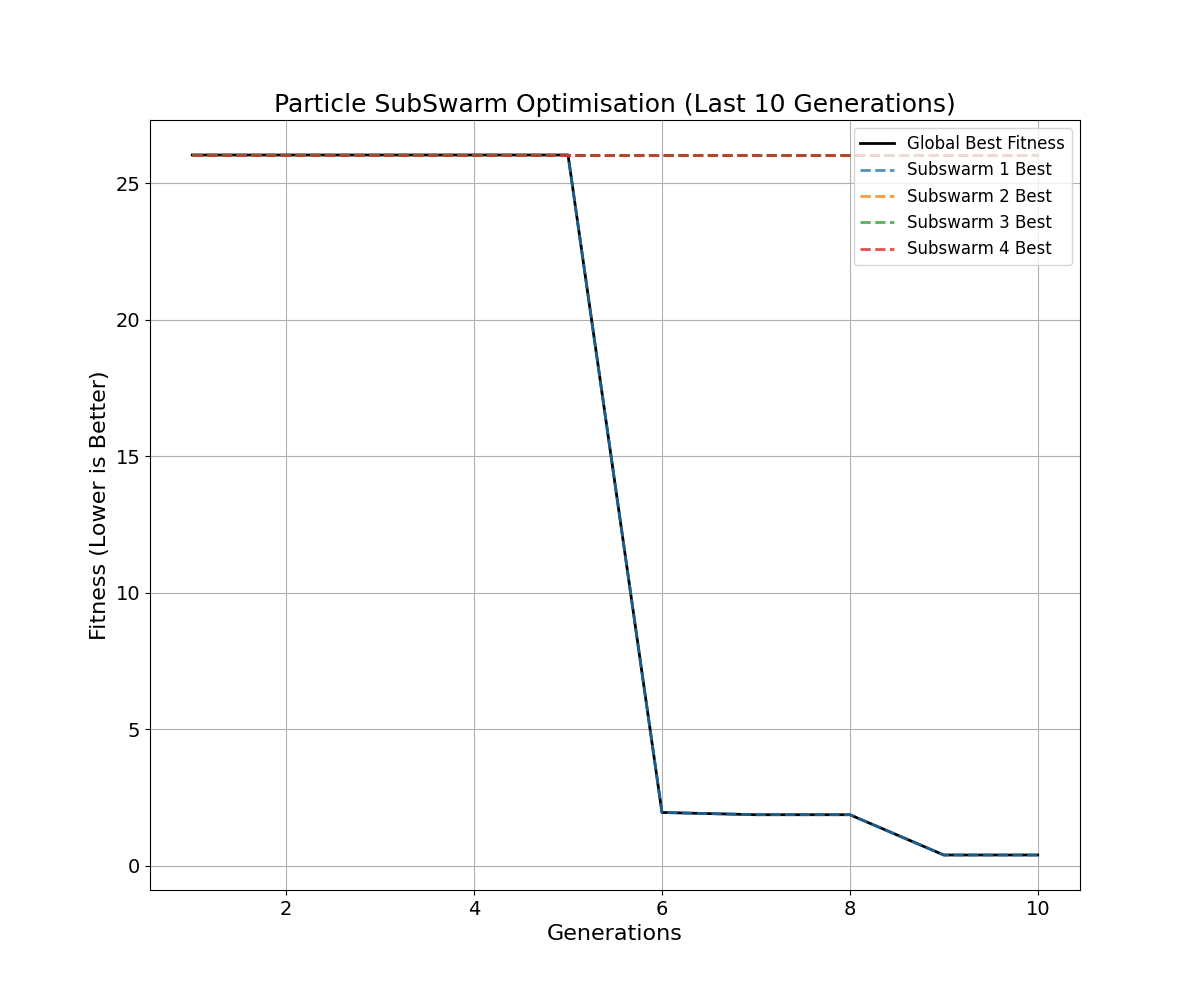 Particle SubSwarm Optimisation (Last 10 Generations)
Global Best Fitness
Subswarm 1 Best
Subswarm 2 Best
Subswarm 3 Best
Subswarm 4 Best
Fitness (Lower is Better)
25
20
15
10
5
0
2
4
6
8
10
Generations